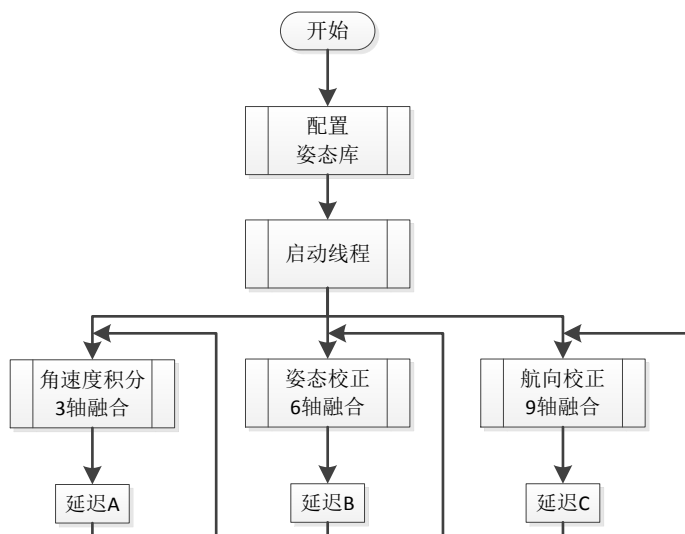 开始
配置
姿态库
启动线程
角速度积分
3轴融合
姿态校正
6轴融合
航向校正
9轴融合
延迟A
延迟B
延迟C